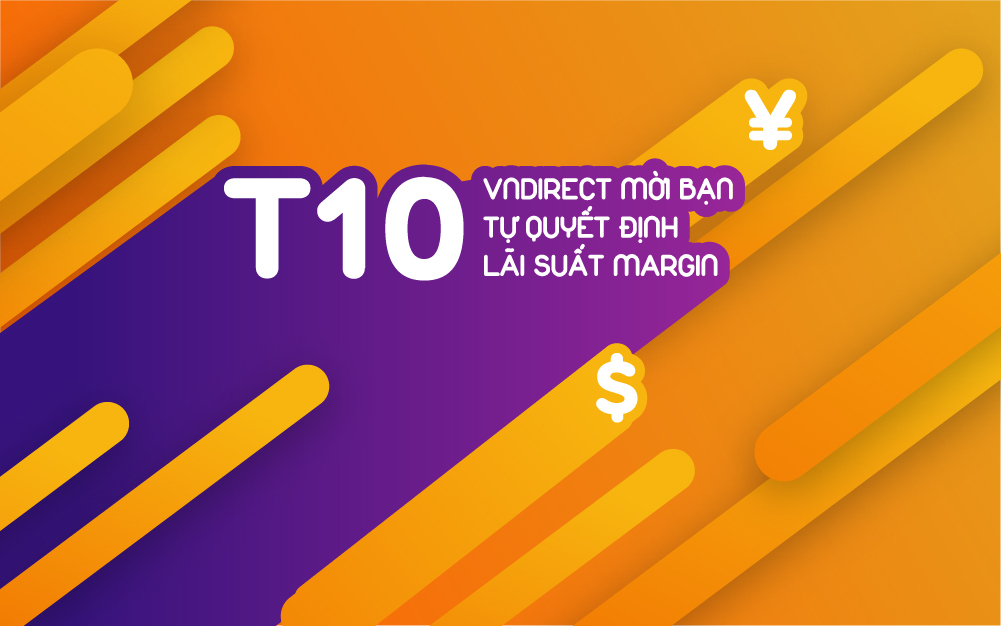 T10
VNDIRECT MỜI BẠN
TỰ QUYẾT ĐỊNH
LÃI SUẤT MARGIN
¥
$